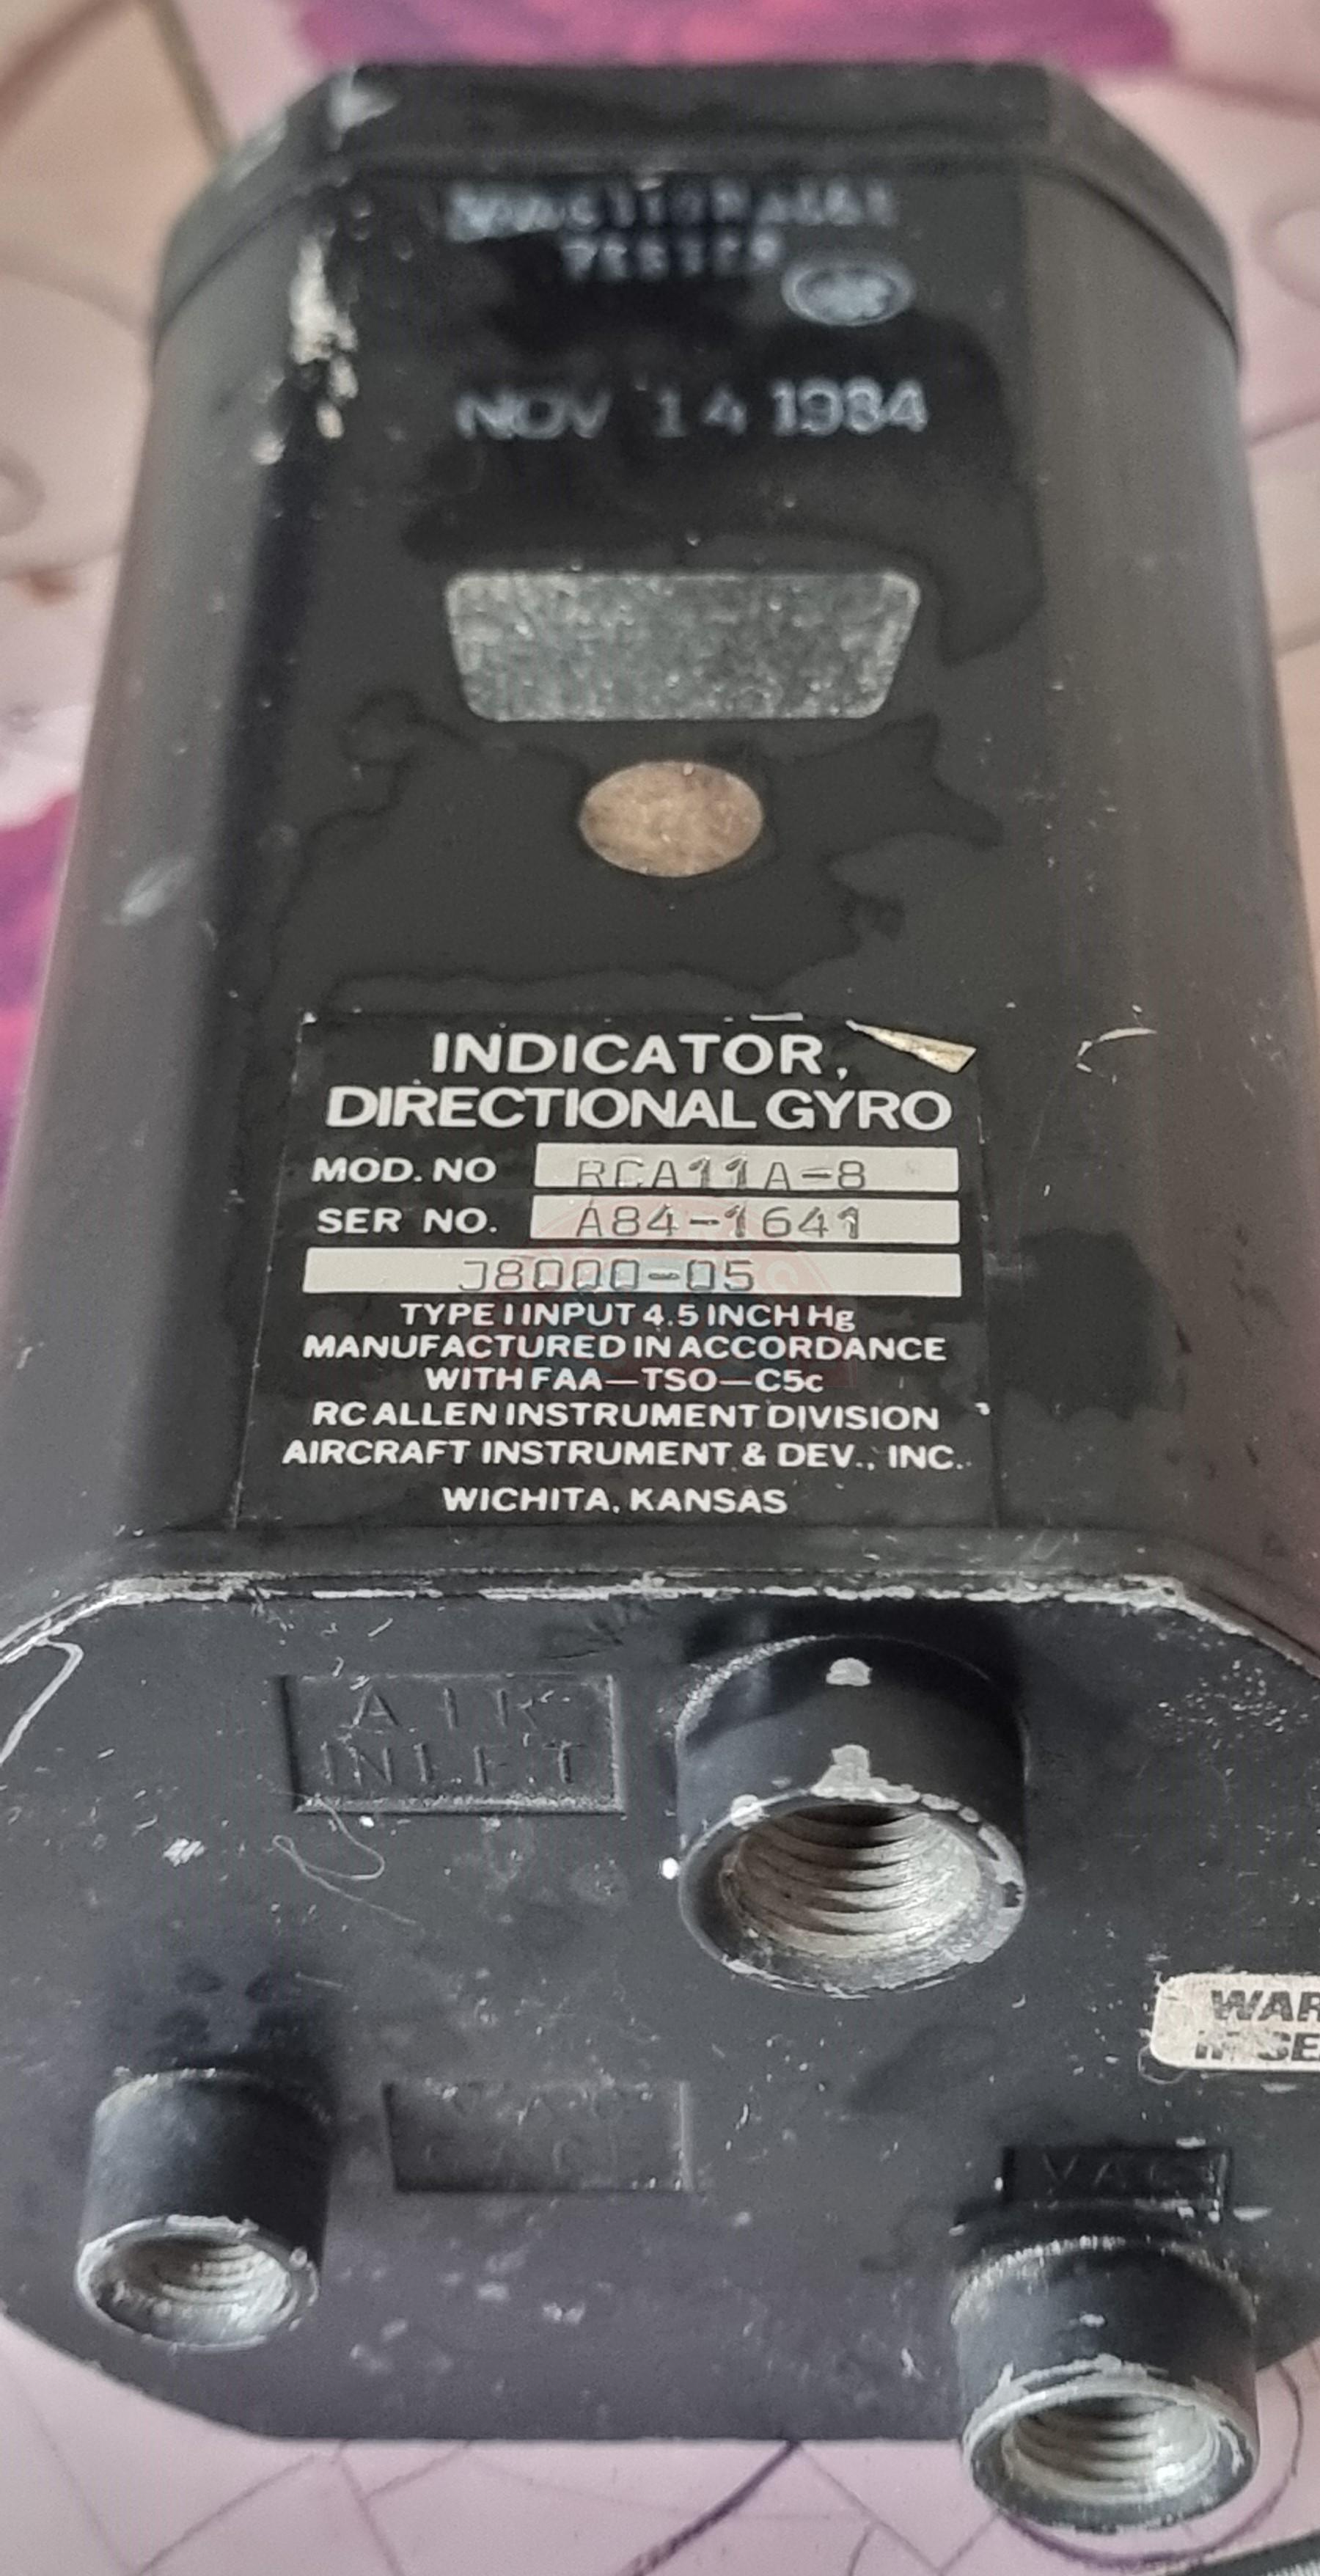 NOV 14 1984
INDICATOR,
DIRECTIONAL GYRO
MOD. NO RCA11A-8
SER NO. A84-1641
J8000-05
TYPE I INPUT 4.5 INCH Hg
MANUFACTURED IN ACCORDANCE
WITH FAA—TSO—C5c
RC ALLEN INSTRUMENT DIVISION
AIRCRAFT INSTRUMENT & DEV., INC.
WICHITA, KANSAS
AIR
INLET
WAR
VAC